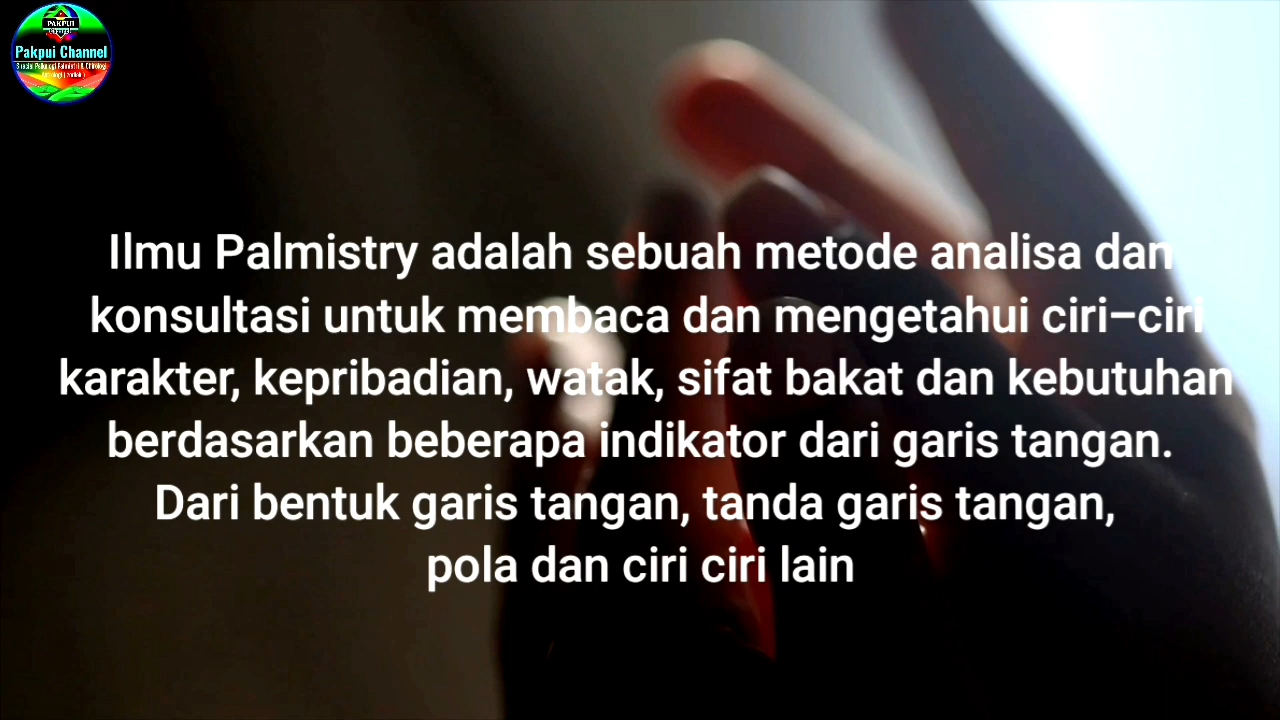 PAKPUI
Pakpui Channel
Ilmu Palmistry adalah sebuah metode analisa dan
konsultasi untuk membaca dan mengetahui ciri–ciri
karakter, kepribadian, watak, sifat bakat dan kebutuhan
berdasarkan beberapa indikator dari garis tangan.
Dari bentuk garis tangan, tanda garis tangan,
pola dan ciri ciri lain